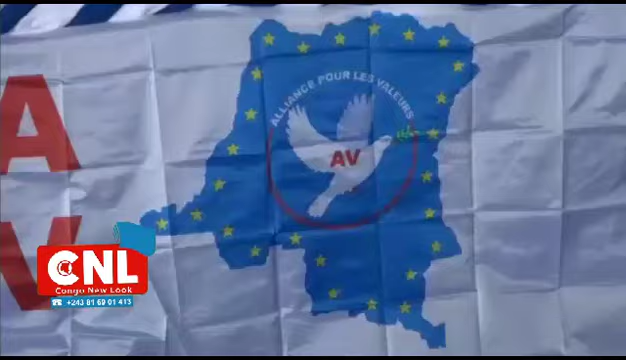 ALLIANCE POUR LES VALEURS
AV
A
V
CNL
Congo New Look
+243 81 69 01 413